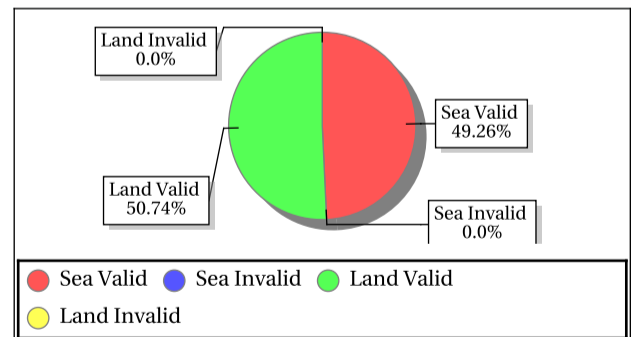 Land Invalid
0.0%
Sea Valid
49.26%
Land Valid
50.74%
Sea Invalid
0.0%
Sea Valid Sea Invalid Land Valid
Land Invalid